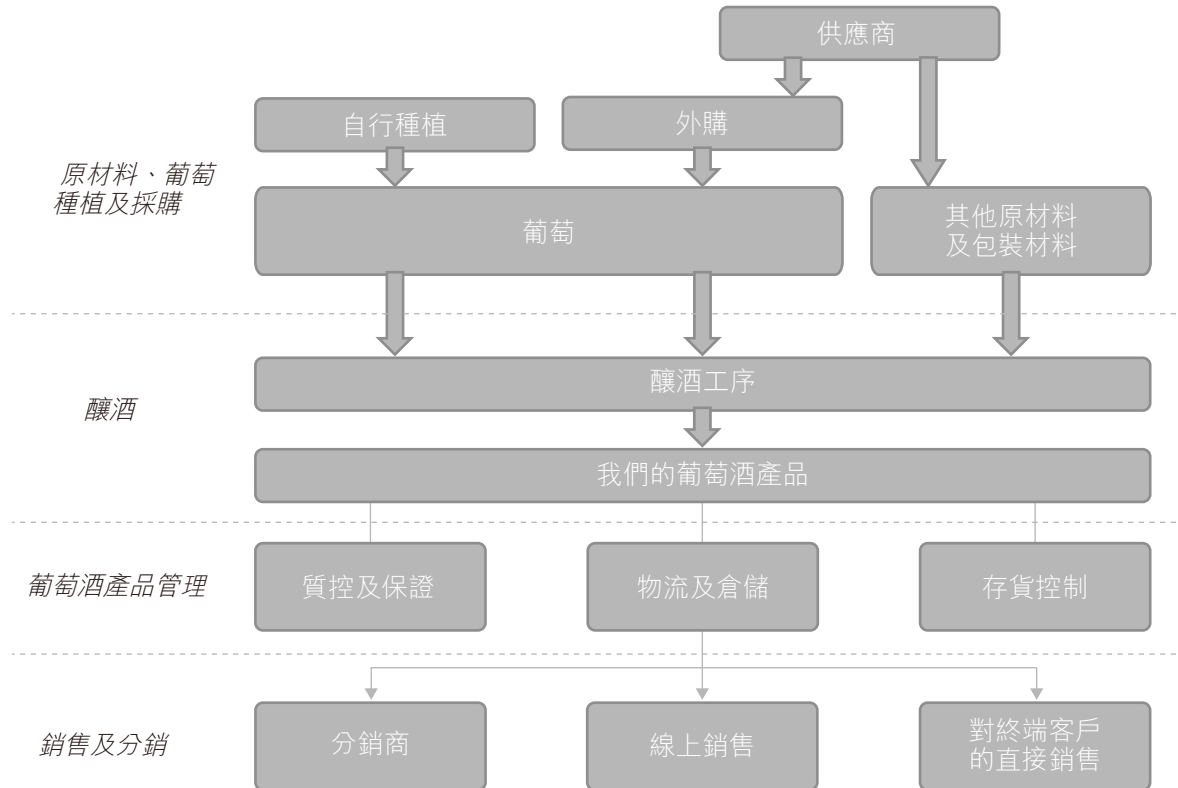 供應商
自行種植
外購
原材料、葡萄
種植及採購
葡萄
其他原材料
及包裝材料
釀酒工序
釀酒
我們的葡萄酒產品
葡萄酒產品管理
質控及保證
物流及倉儲
存貨控制
銷售及分銷
分銷商
線上銷售
對終端客戶
的直接銷售